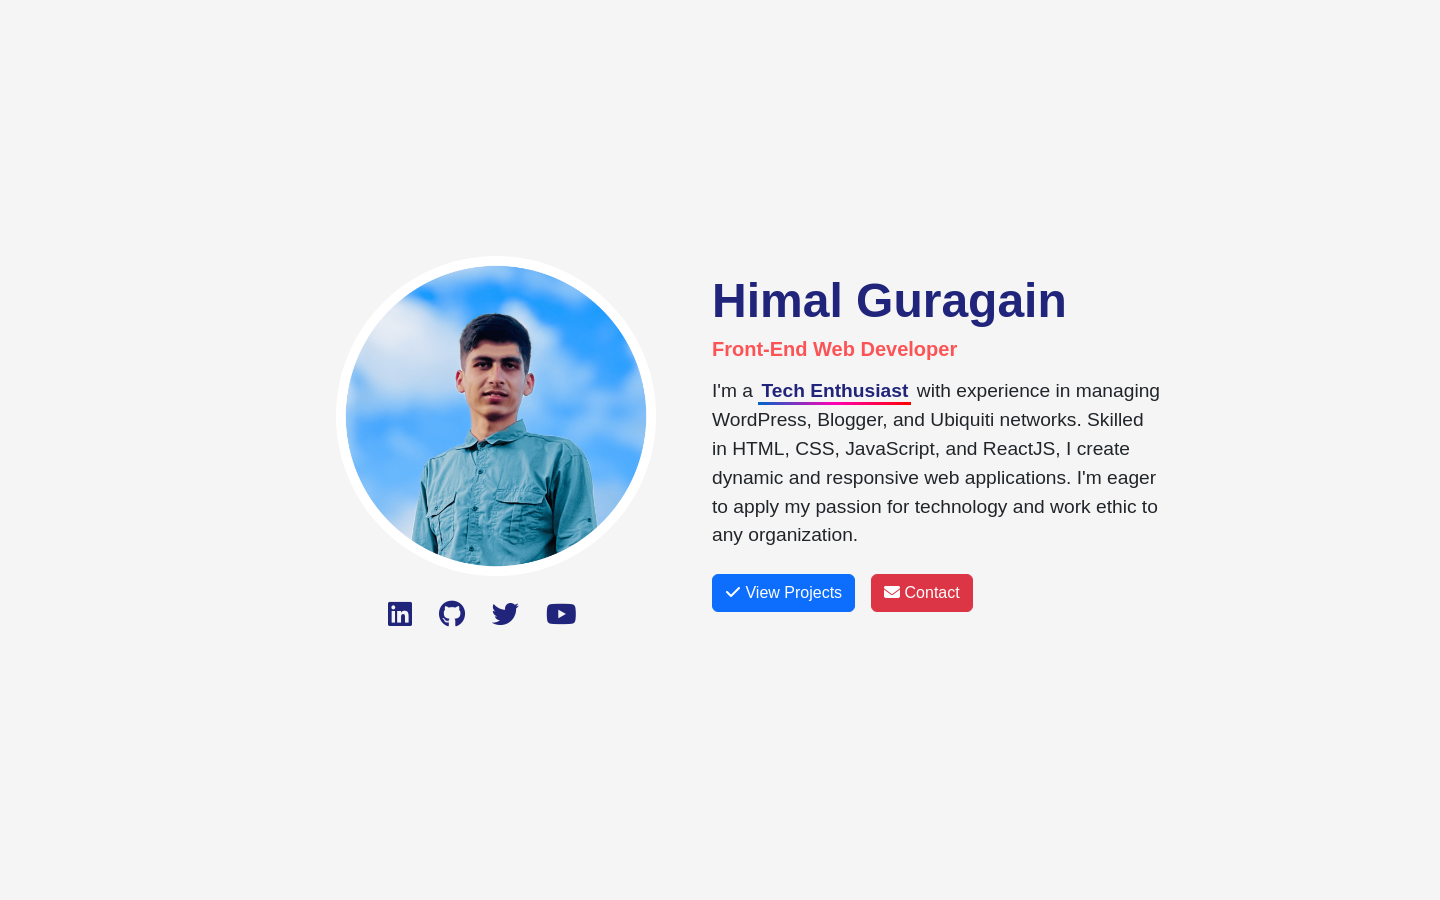 Himal Guragain
Front-End Web Developer
I'm a Tech Enthusiast with experience in managing
WordPress, Blogger, and Ubiquiti networks. Skilled
in HTML, CSS, JavaScript, and ReactJS, I create
dynamic and responsive web applications. I'm eager
to apply my passion for technology and work ethic to
any organization.
View Projects
Contact